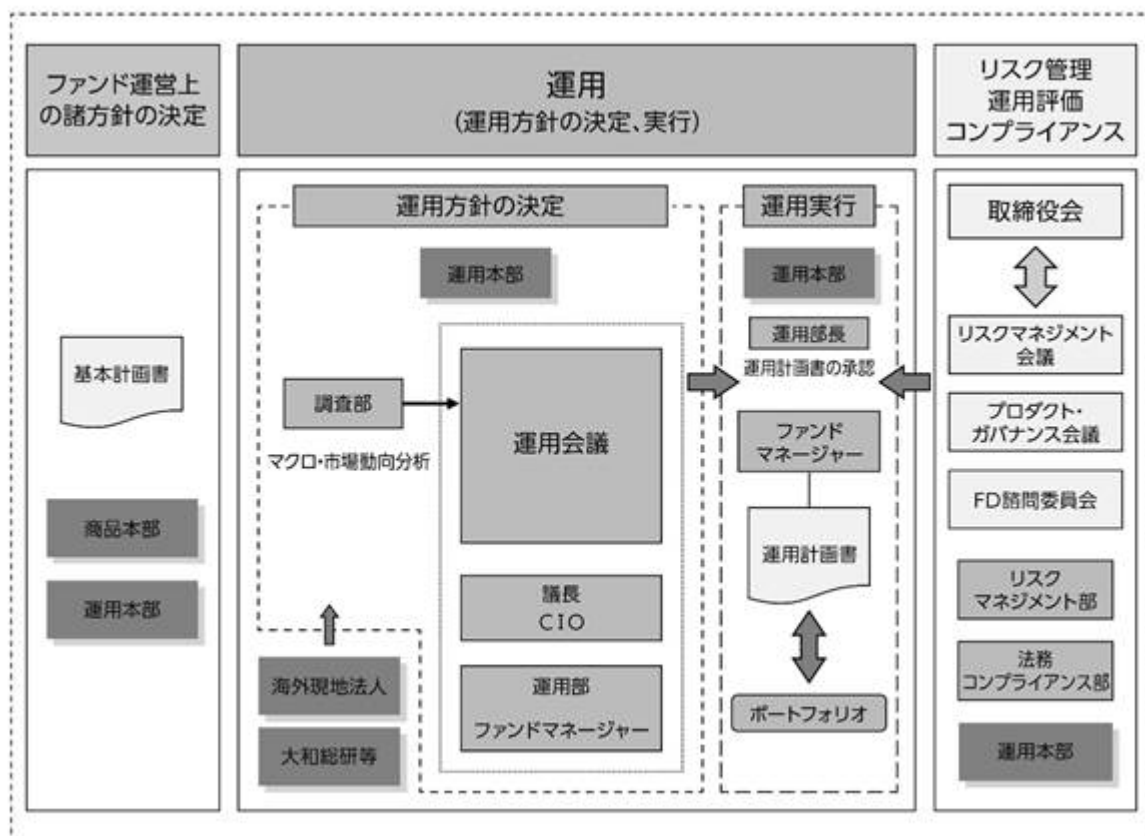 ファンド運営上
の諸方針の決定
運用
(運用方針の決定、実行)
リスク管理
運用評価
コンプライアンス
基本計画書
商品本部
運用本部
運用方針の決定
運用本部
調査部
マクロ・市場動向分析
運用会議
議長
CIO
運用部
ファンドマネージャー
海外現地法人
大和総研等
運用実行
運用本部
運用部長
運用計画書の承認
ファンド
マネージャー
運用計画書
ポートフォリオ
取締役会
リスクマネジメント
会議
プロダクト・
ガバナンス会議
FD諮問委員会
リスク
マネジメント部
法務
コンプライアンス部
運用本部